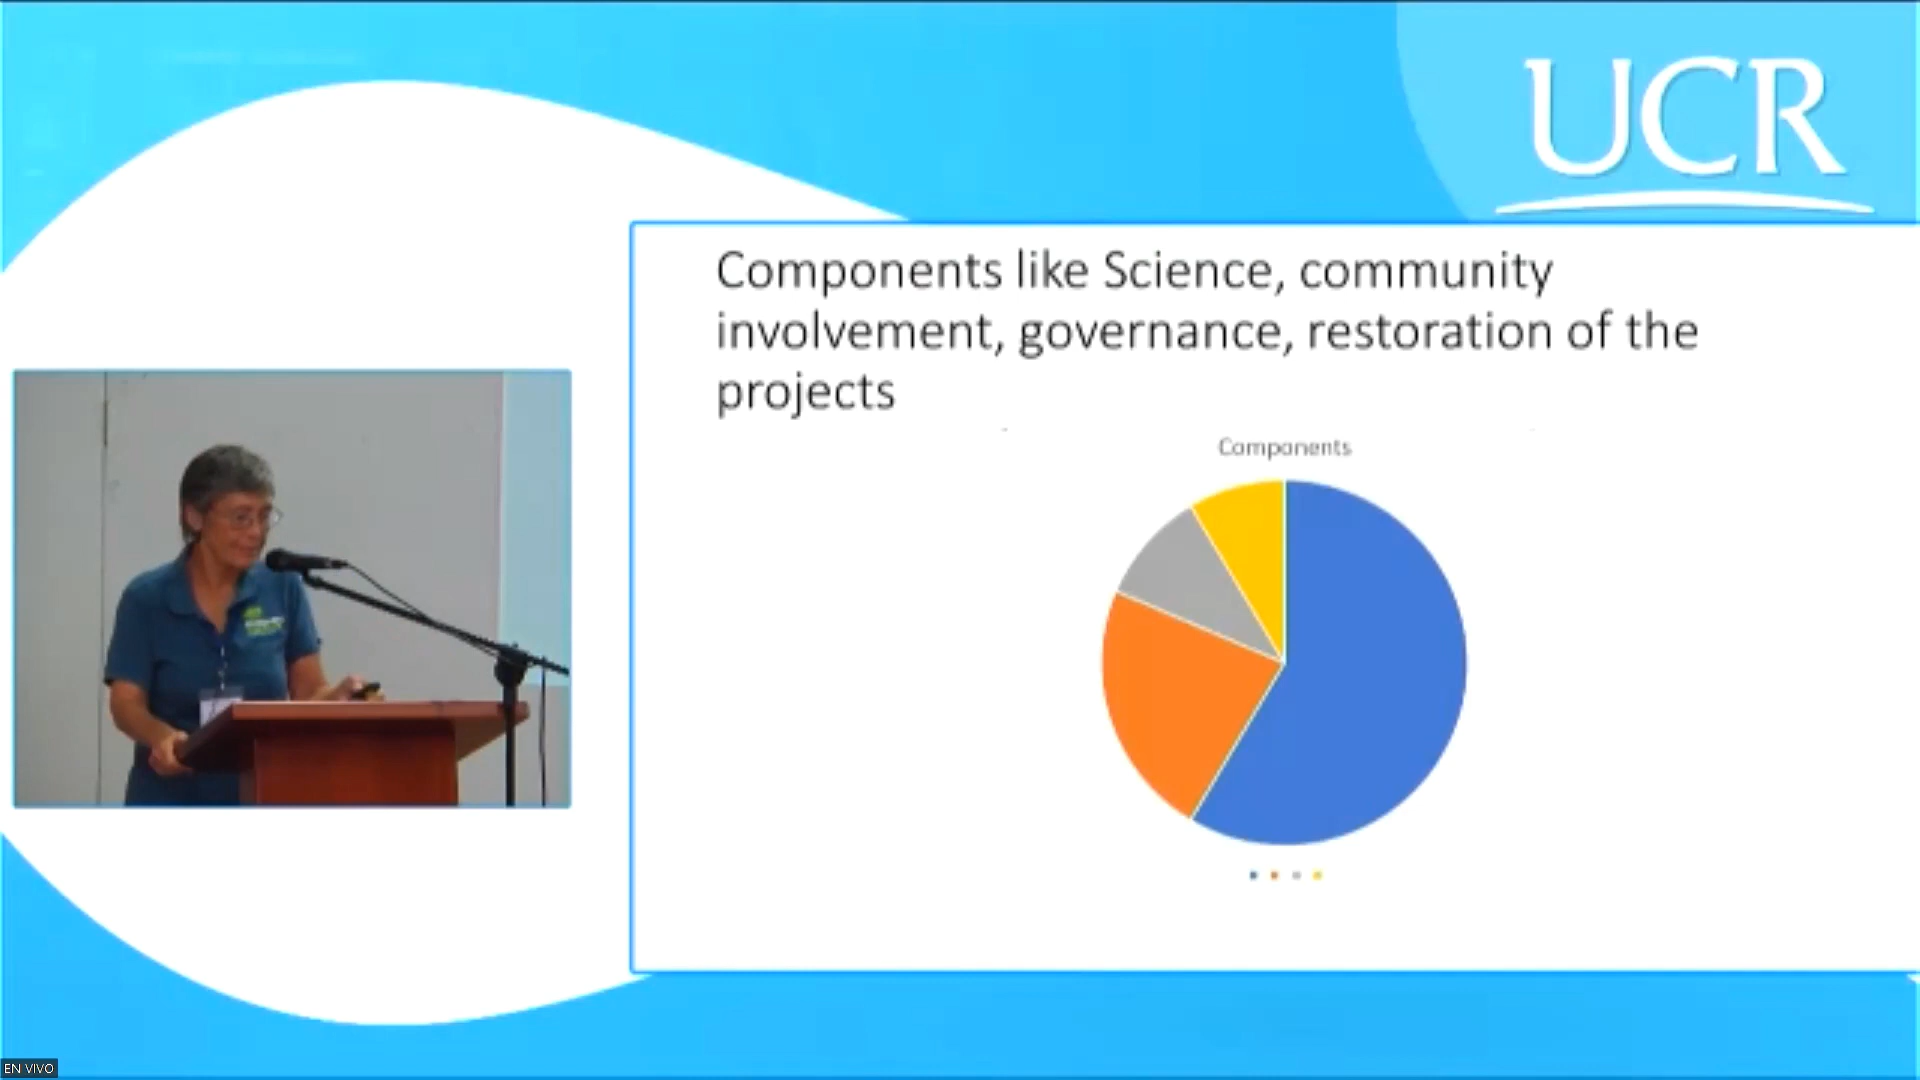 UCR
Components like Science, community
involvement, governance, restoration of the
projects
Components
EN VIVO